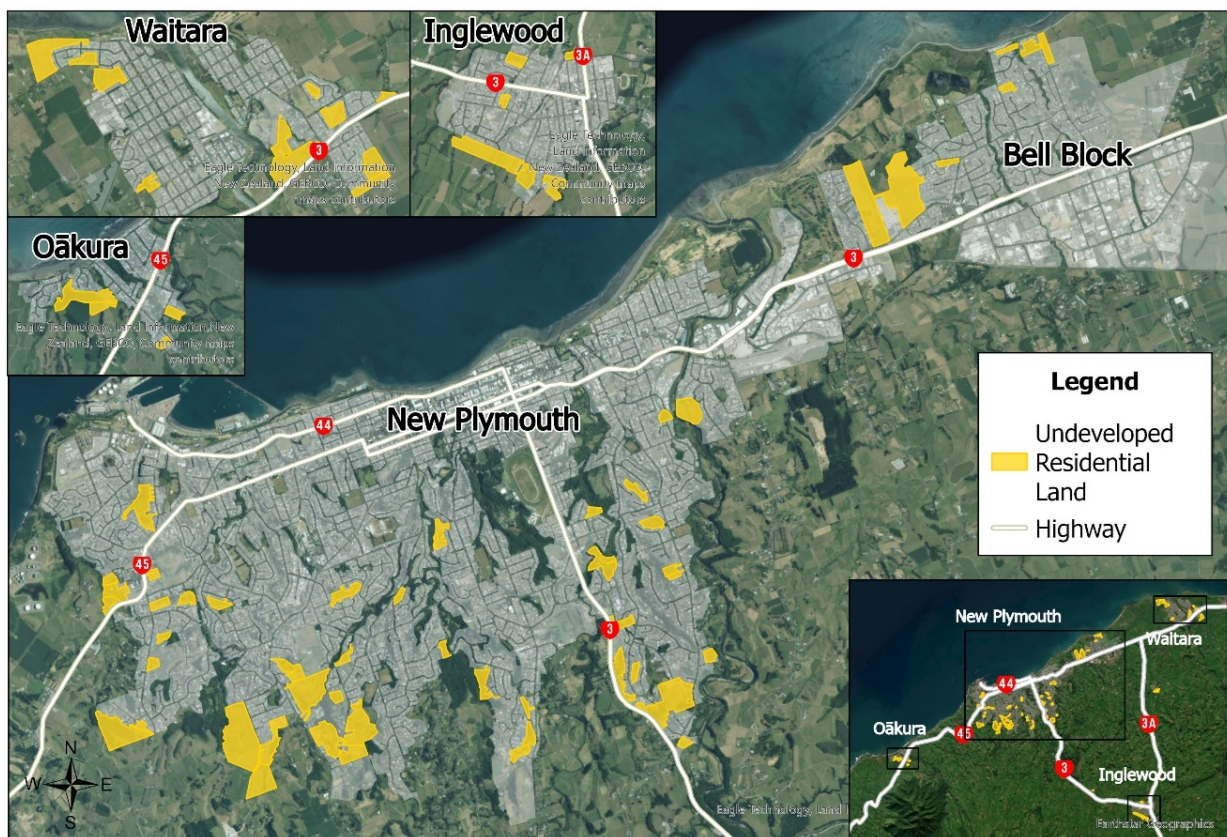 Waitara
3
Eagle Technology, Land Information
New Zealand, GEBCO, Community
maps contributors
Inglewood
3A
3
Eagle Technology,
Land Information
New Zealand, GEBCO,
Community maps
contributors
Oākura
45
Eagle Technology, Land Information New
Zealand, GEBCO, Community maps
contributors
Bell Block
3
New Plymouth
44
45
3
Legend
Undeveloped
Residential
Land
Highway
N
W E
S
Eagle Technology, Land I
New Plymouth
Waitara
44
Oākura
45
3A
3
Inglewood
Earthstar Geographics